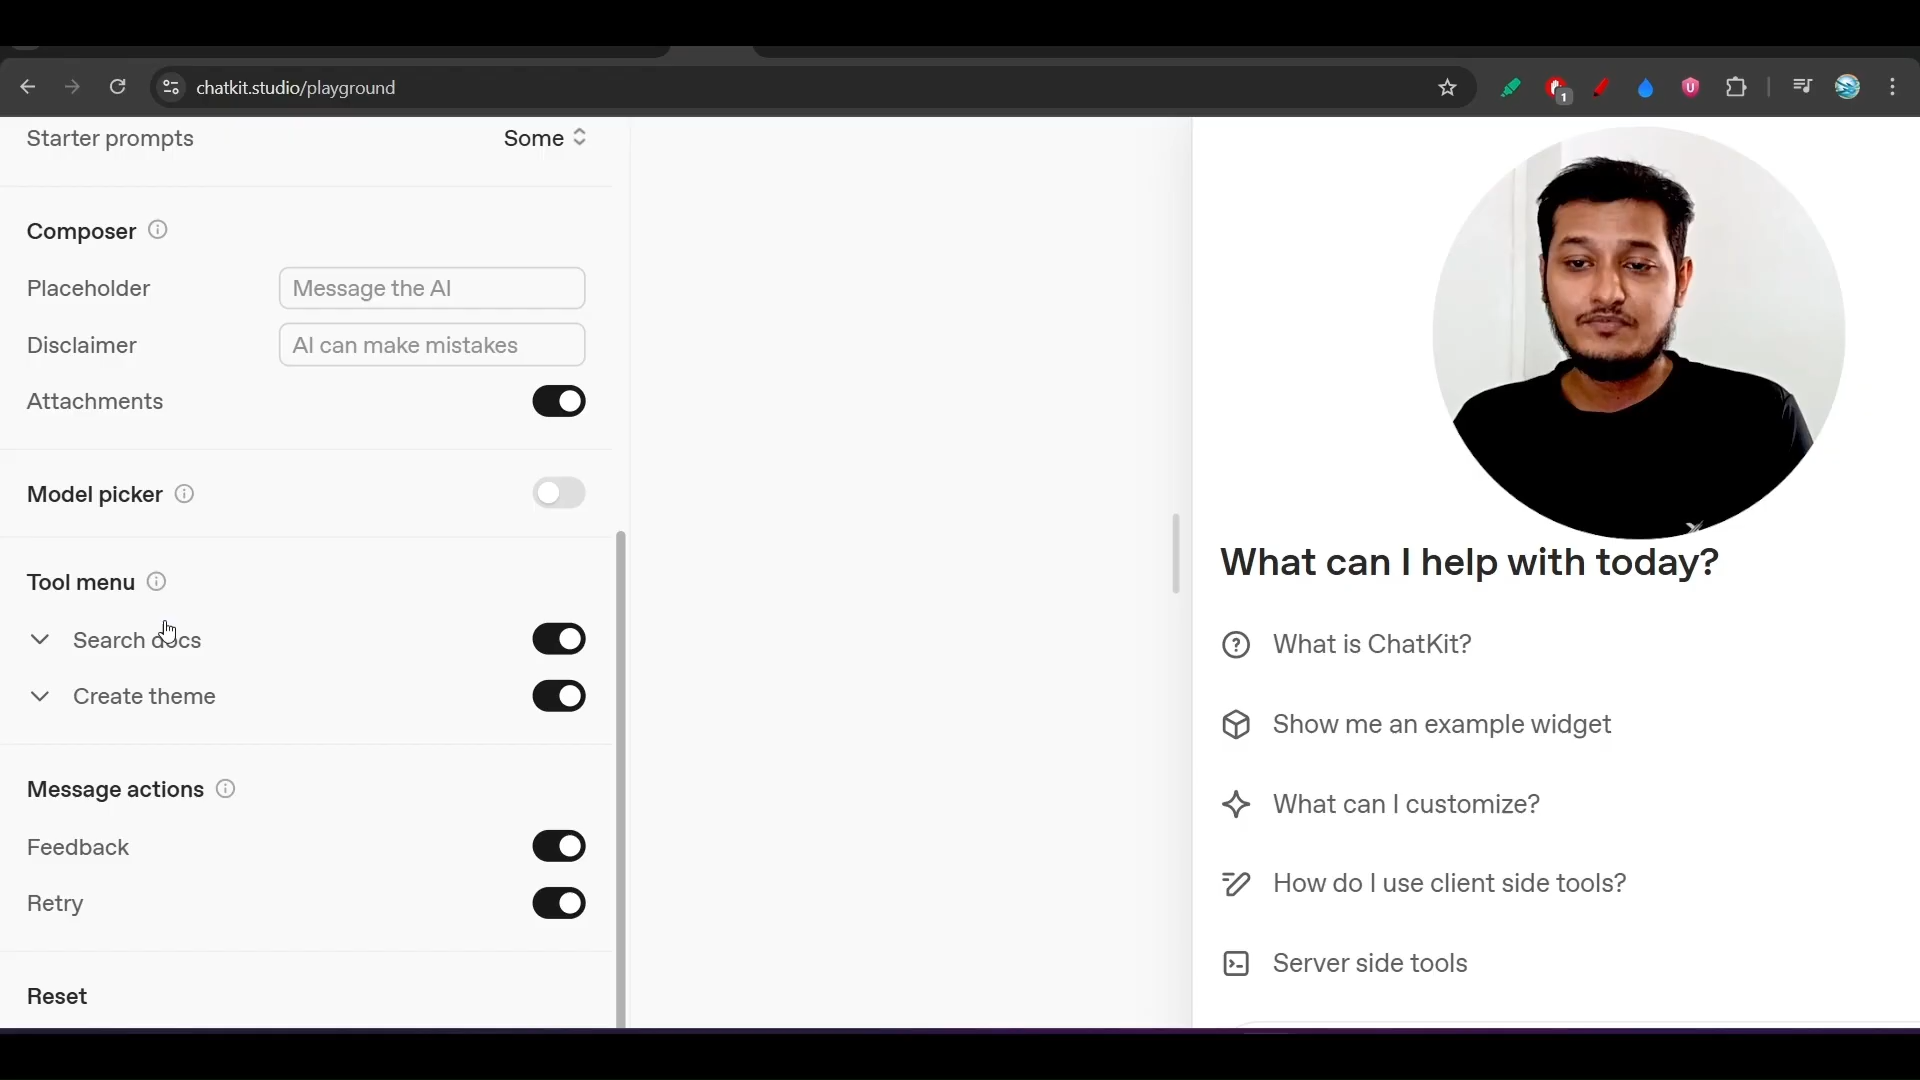 chatkit.studio/playground
1
Starter prompts
Some
Composer
Placeholder
Message the AI
Disclaimer
AI can make mistakes
Attachments
Model picker
Tool menu
Search docs
Create theme
Message actions
Feedback
Retry
Reset
What can I help with today?
What is ChatKit?
Show me an example widget
What can I customize?
How do I use client side tools?
Server side tools